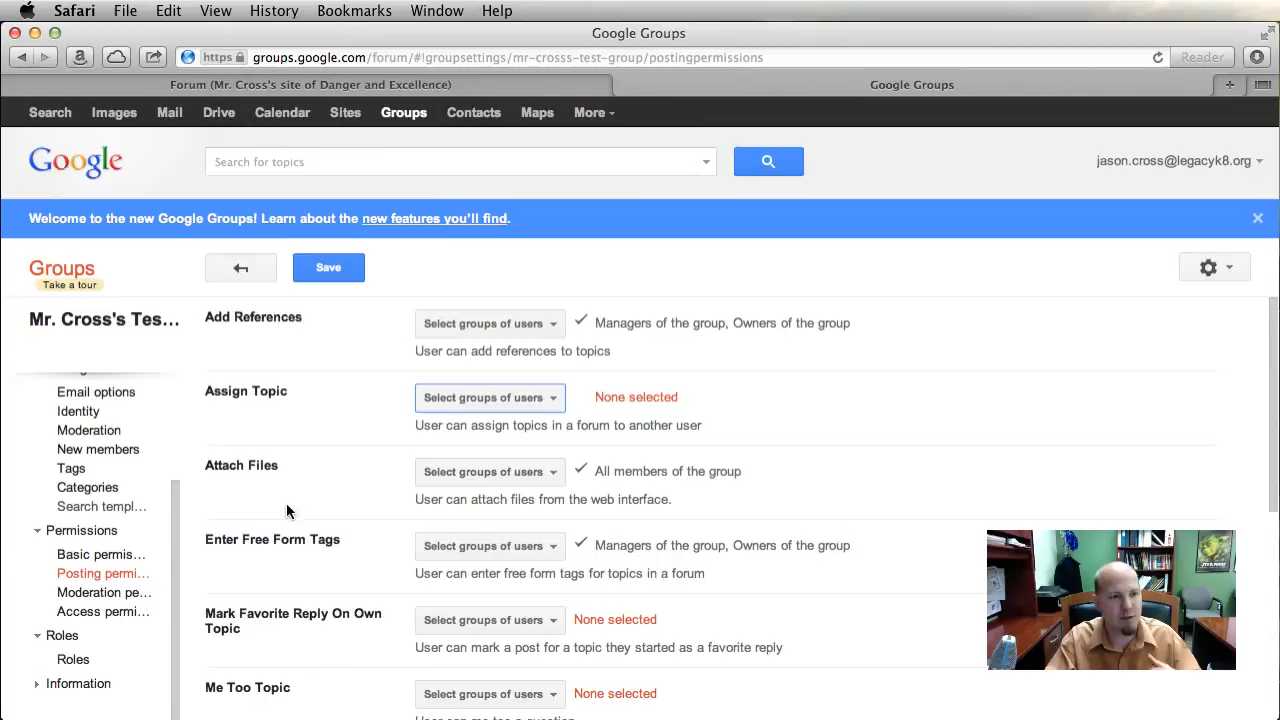 Safari File Edit View History Bookmarks Window Help
Google Groups
https groups.google.com/forum/#!groupsettings/mr-crosss-test-group/postingpermissions Reader
Forum (Mr. Cross's site of Danger and Excellence) Google Groups
Search Images Mail Drive Calendar Sites Groups Contacts Maps More
Google Search for topics jason.cross@legacyk8.org
Welcome to the new Google Groups! Learn about the new features you'll find.
Groups Save
Take a tour
Mr. Cross's Tes...
Email options
Identity
Moderation
New members
Tags
Categories
Search templ...
Permissions
Basic permis...
Posting permi...
Moderation pe...
Access permi...
Roles
Roles
Information
Add References Select groups of users Managers of the group, Owners of the group
User can add references to topics
Assign Topic Select groups of users None selected
User can assign topics in a forum to another user
Attach Files Select groups of users All members of the group
User can attach files from the web interface.
Enter Free Form Tags Select groups of users Managers of the group, Owners of the group
User can enter free form tags for topics in a forum
Mark Favorite Reply On Own
Topic
Select groups of users None selected
User can mark a post for a topic they started as a favorite reply
Me Too Topic Select groups of users None selected